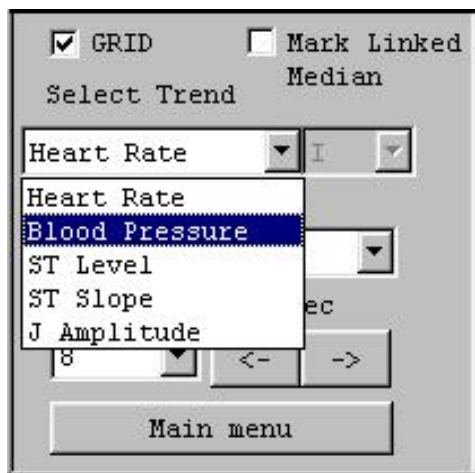 GRID
Mark Linked Median
Select Trend
Heart Rate
I
Heart Rate
Blood Pressure
ST Level
ST Slope
J Amplitude
ec
8
<- ->
Main menu